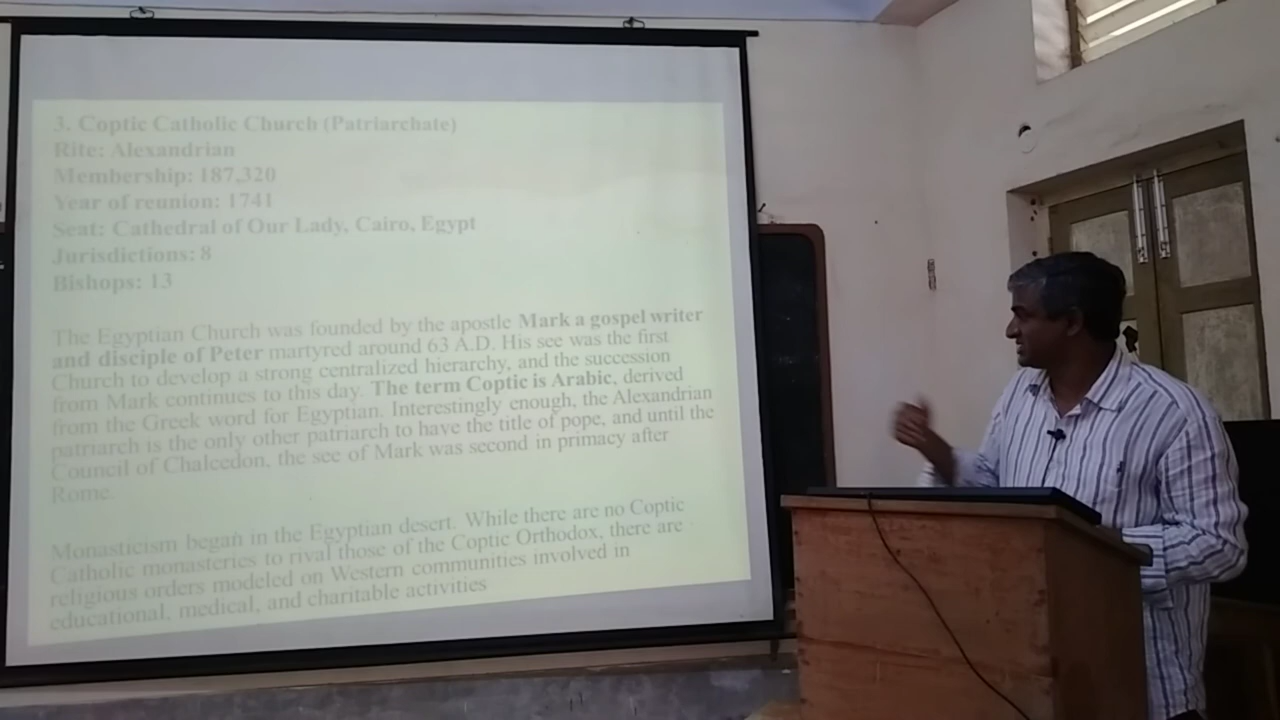 3. Coptic Catholic Church (Patriarchate)
Rite: Alexandrian
Membership: 187,320
Year of reunion: 1741
Seat: Cathedral of Our Lady, Cairo, Egypt
Jurisdictions: 8
Bishops: 13
The Egyptian Church was founded by the apostle Mark a gospel writer
and disciple of Peter martyred around 63 A.D. His see was the first
Church to develop a strong centralized hierarchy, and the succession
from Mark continues to this day. The term Coptic is Arabic, derived
from the Greek word for Egyptian. Interestingly enough, the Alexandrian
patriarch is the only other patriarch to have the title of pope, and until the
Council of Chalcedon, the see of Mark was second in primacy after
Rome.
Monasticism began in the Egyptian desert. While there are no Coptic
Catholic monasteries to rival those of the Coptic Orthodox, there are
religious orders modeled on Western communities involved in
educational, medical, and charitable activities